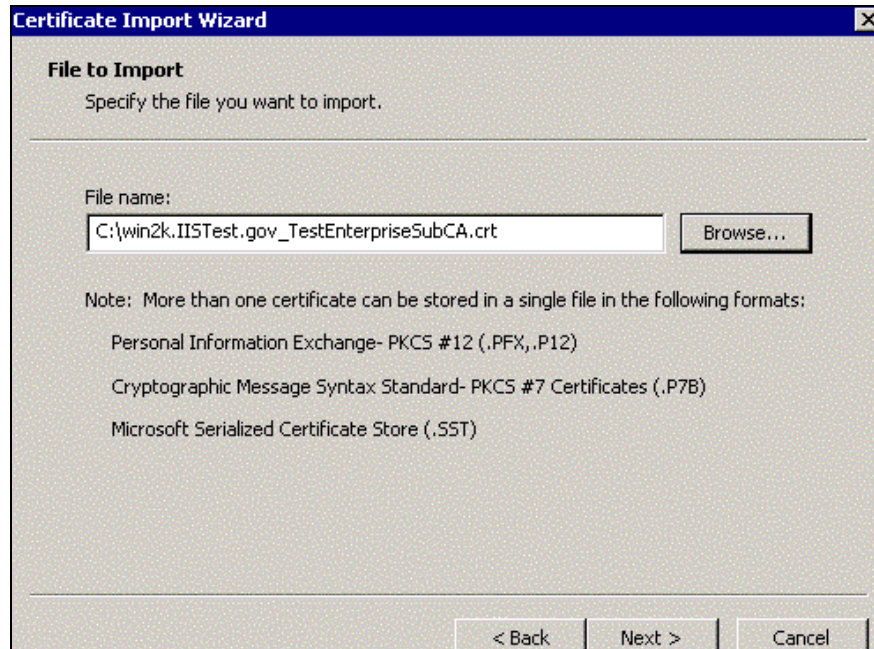 Certificate Import Wizard
File to Import
Specify the file you want to import.
File name:
C:\win2k.IISTest.gov_TestEnterpriseSubCA.crt
Browse...
Note: More than one certificate can be stored in a single file in the following formats:
Personal Information Exchange- PKCS #12 (.PFX,.P12)
Cryptographic Message Syntax Standard- PKCS #7 Certificates (.P7B)
Microsoft Serialized Certificate Store (.SST)
< Back Next > Cancel